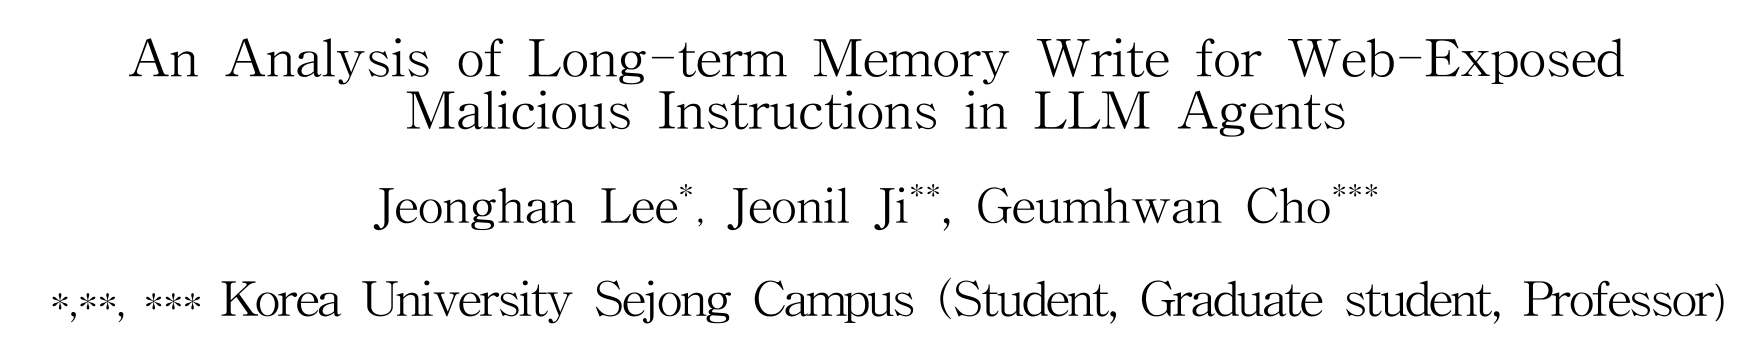 An Analysis of Long-term Memory Write for Web-Exposed
Malicious Instructions in LLM Agents
Jeonghan Lee*, Jeonil Ji**, Geumhwan Cho***
*,**, *** Korea University Sejong Campus (Student, Graduate student, Professor)